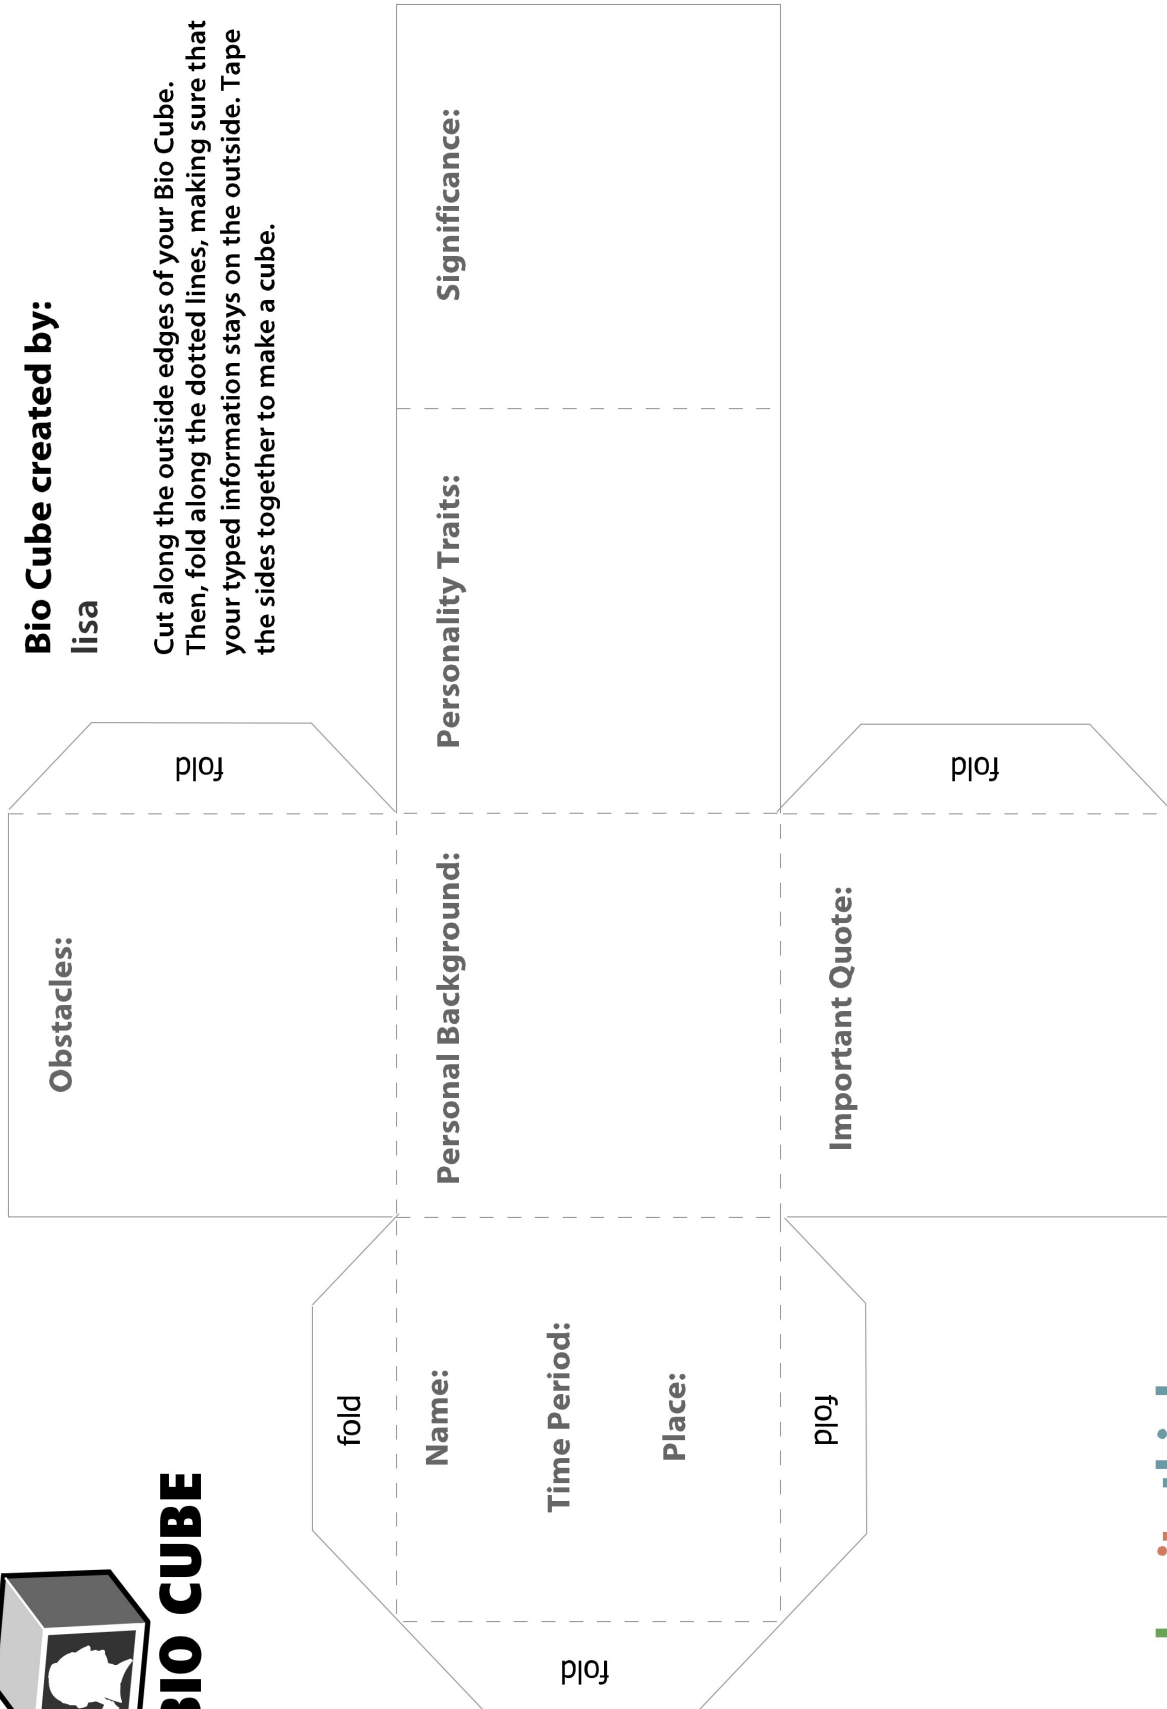 BIO CUBE
Bio Cube created by:
lisa
Cut along the outside edges of your Bio Cube.
Then, fold along the dotted lines, making sure that
your typed information stays on the outside. Tape
the sides together to make a cube.
fold
Obstacles:
fold
Name:
Time Period:
Place:
fold
fold
Personal Background:
Personality Traits:
Significance:
Important Quote:
fold